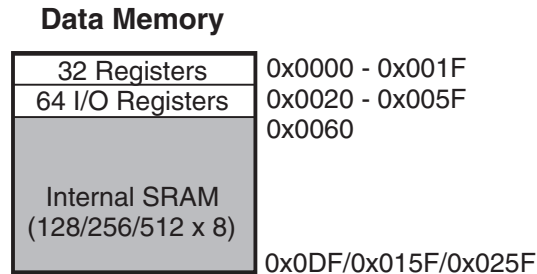 Data Memory
32 Registers
0x0000 - 0x001F
64 I/O Registers
0x0020 - 0x005F
0x0060
Internal SRAM
(128/256/512 x 8)
0x0DF/0x015F/0x025F